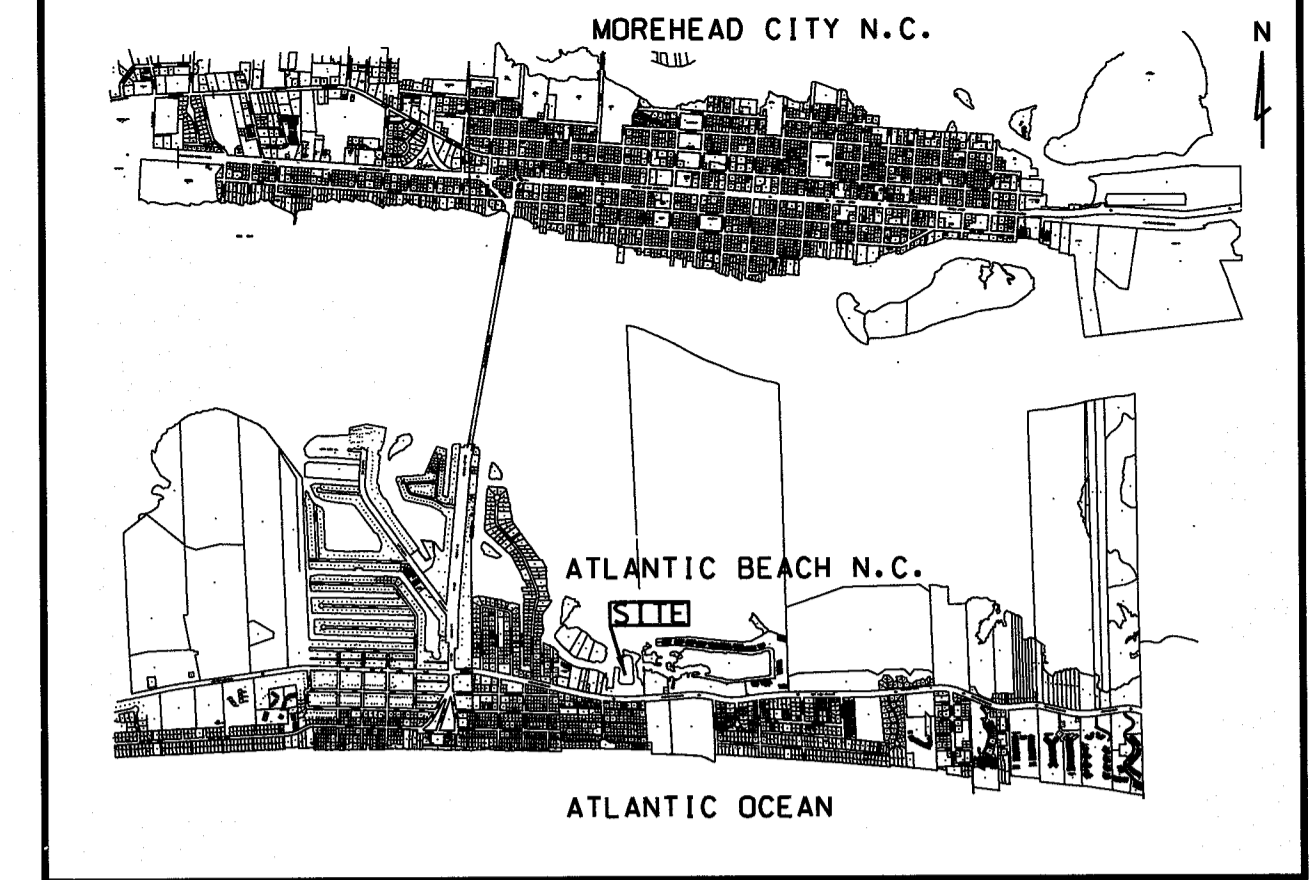 MOREHEAD CITY N.C.
N
ATLANTIC BEACH N.C.
SITE
ATLANTIC OCEAN